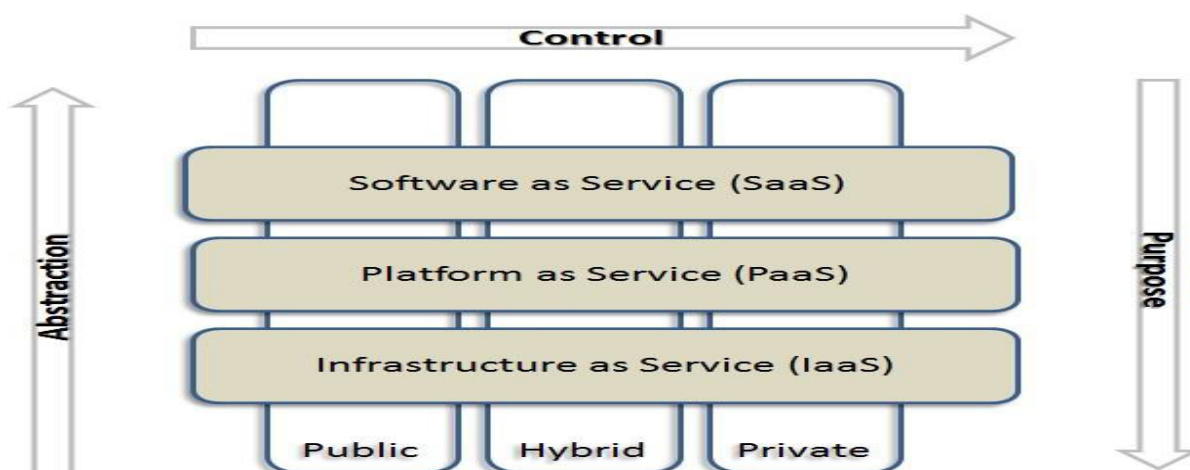 Control
Abstraction
Software as Service (SaaS)
Platform as Service (PaaS)
Infrastructure as Service (IaaS)
Purpose
Public
Hybrid
Private